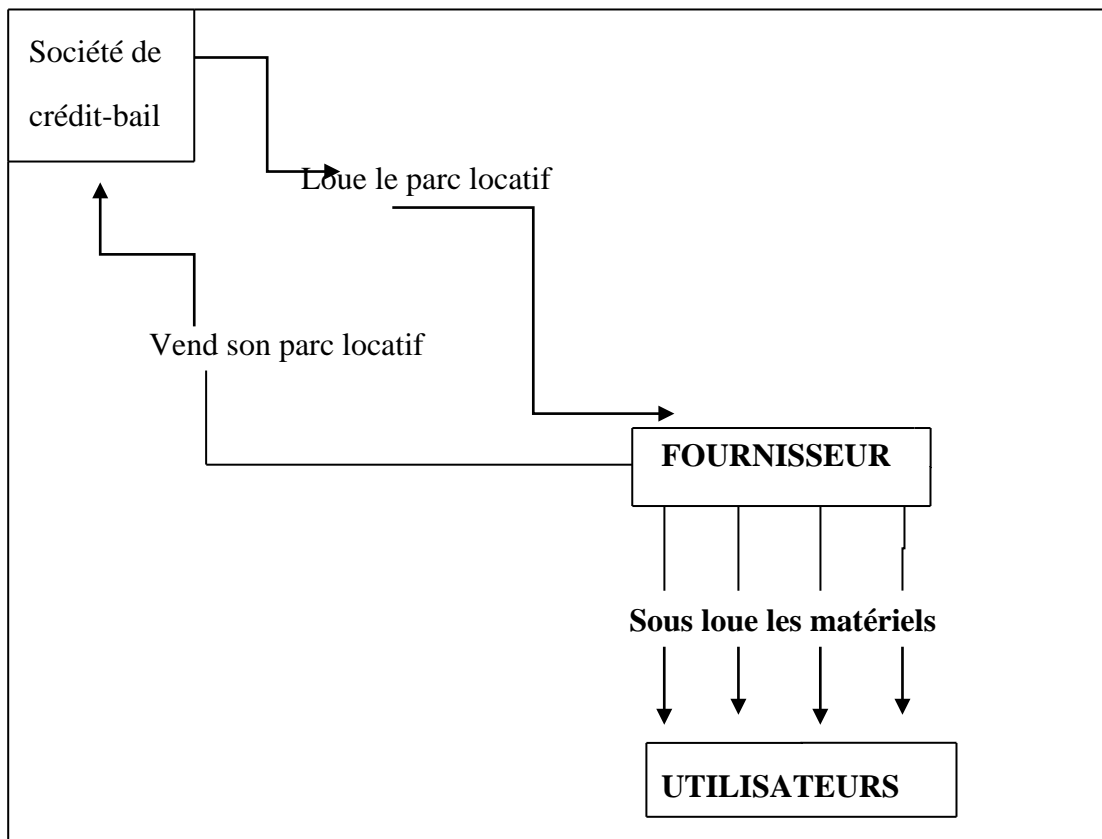 Société de
crédit-bail
Loue le parc locatif
Vend son parc locatif
FOURNISSEUR
Sous loue les matériels
UTILISATEURS